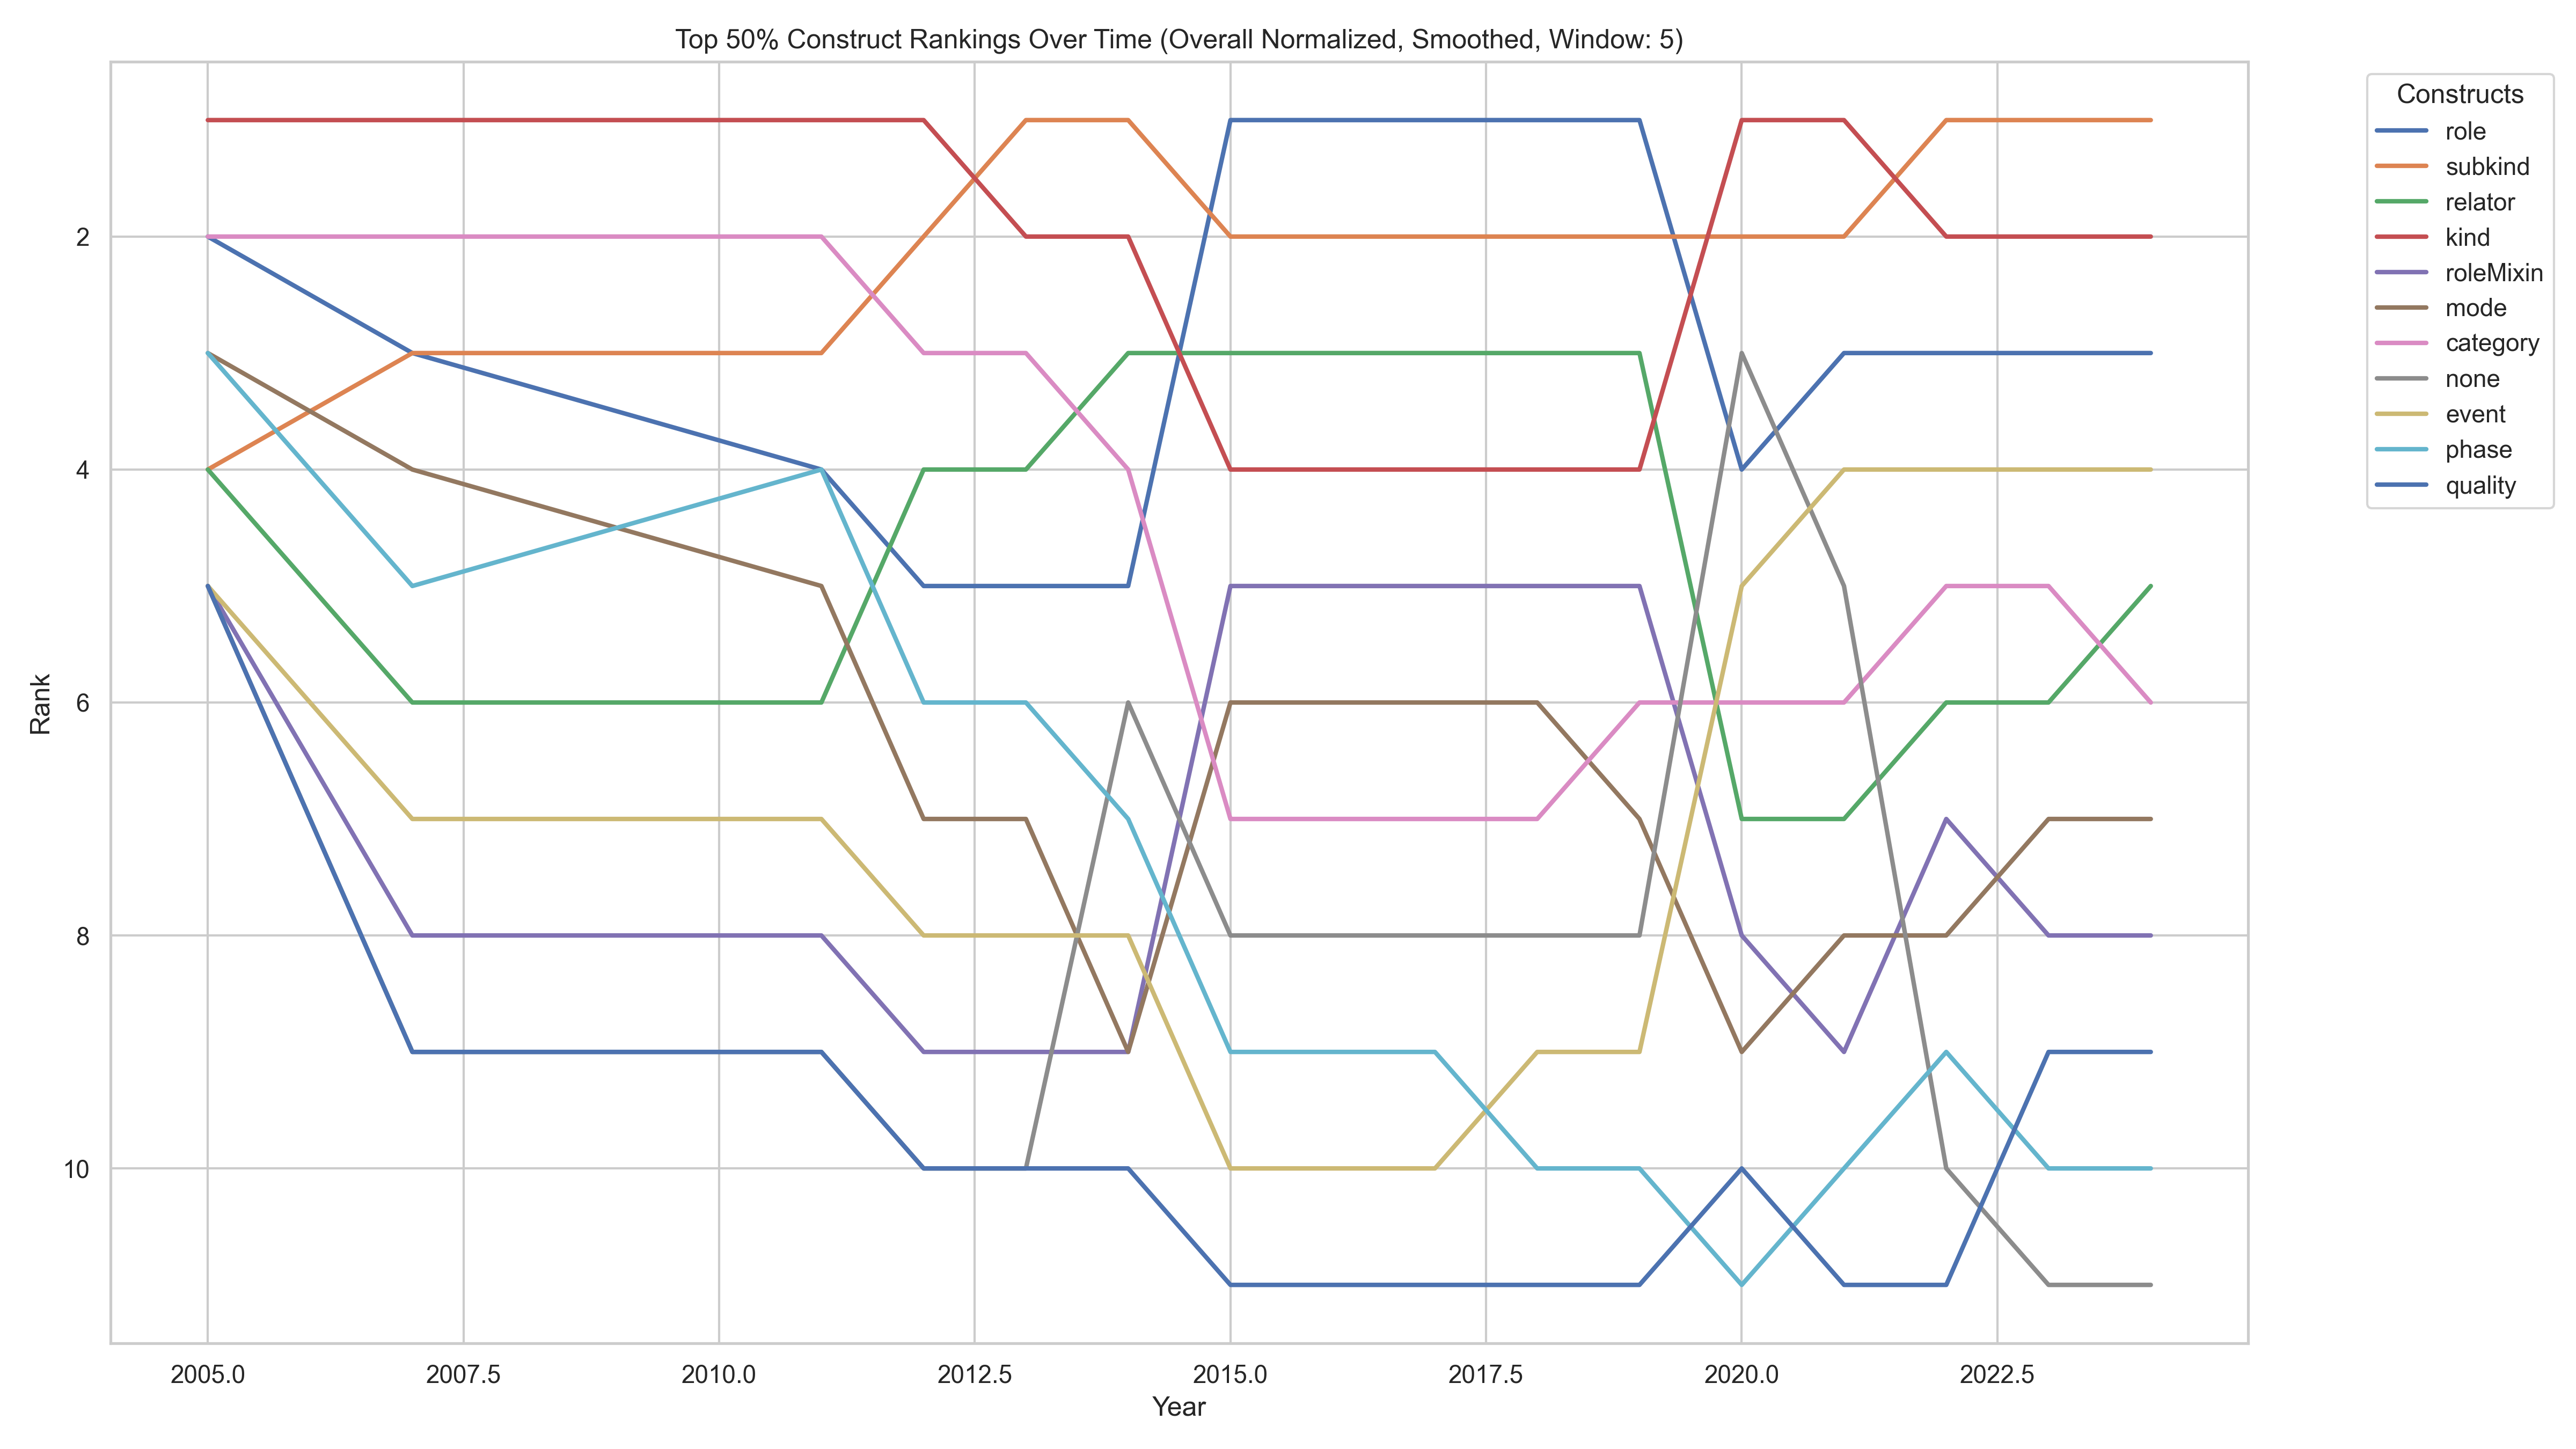 Top 50% Construct Rankings Over Time (Overall Normalized, Smoothed, Window: 5)
Rank
2
4
6
8
10
2005.0
2007.5
2010.0
2012.5
2015.0
2017.5
2020.0
2022.5
Year
Constructs
role
subkind
relator
kind
roleMixin
mode
category
none
event
phase
quality